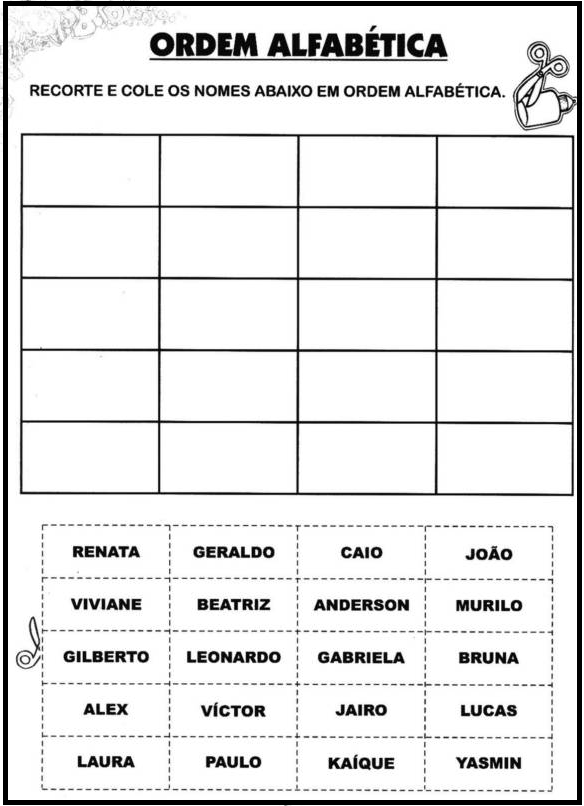 ORDEM ALFABÉTICA
RECORTE E COLE OS NOMES ABAIXO EM ORDEM ALFABÉTICA.
RENATA GERALDO CAIO JOÃO
VIVIANE BEATRIZ ANDERSON MURILO
GILBERTO LEONARDO GABRIELA BRUNA
ALEX VÍCTOR JAIRO LUCAS
LAURA PAULO KAÍQUE YASMIN